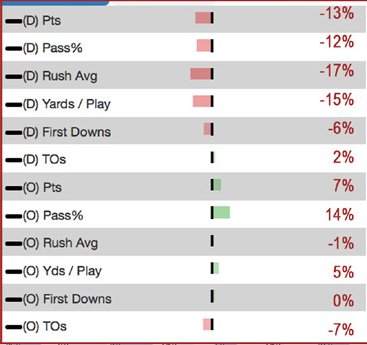 (D) Pts -13%
(D) Pass% -12%
(D) Rush Avg -17%
(D) Yards / Play -15%
(D) First Downs -6%
(D) TOs 2%
(O) Pts 7%
(O) Pass% 14%
(O) Rush Avg -1%
(O) Yds / Play 5%
(O) First Downs 0%
(O) TOs -7%